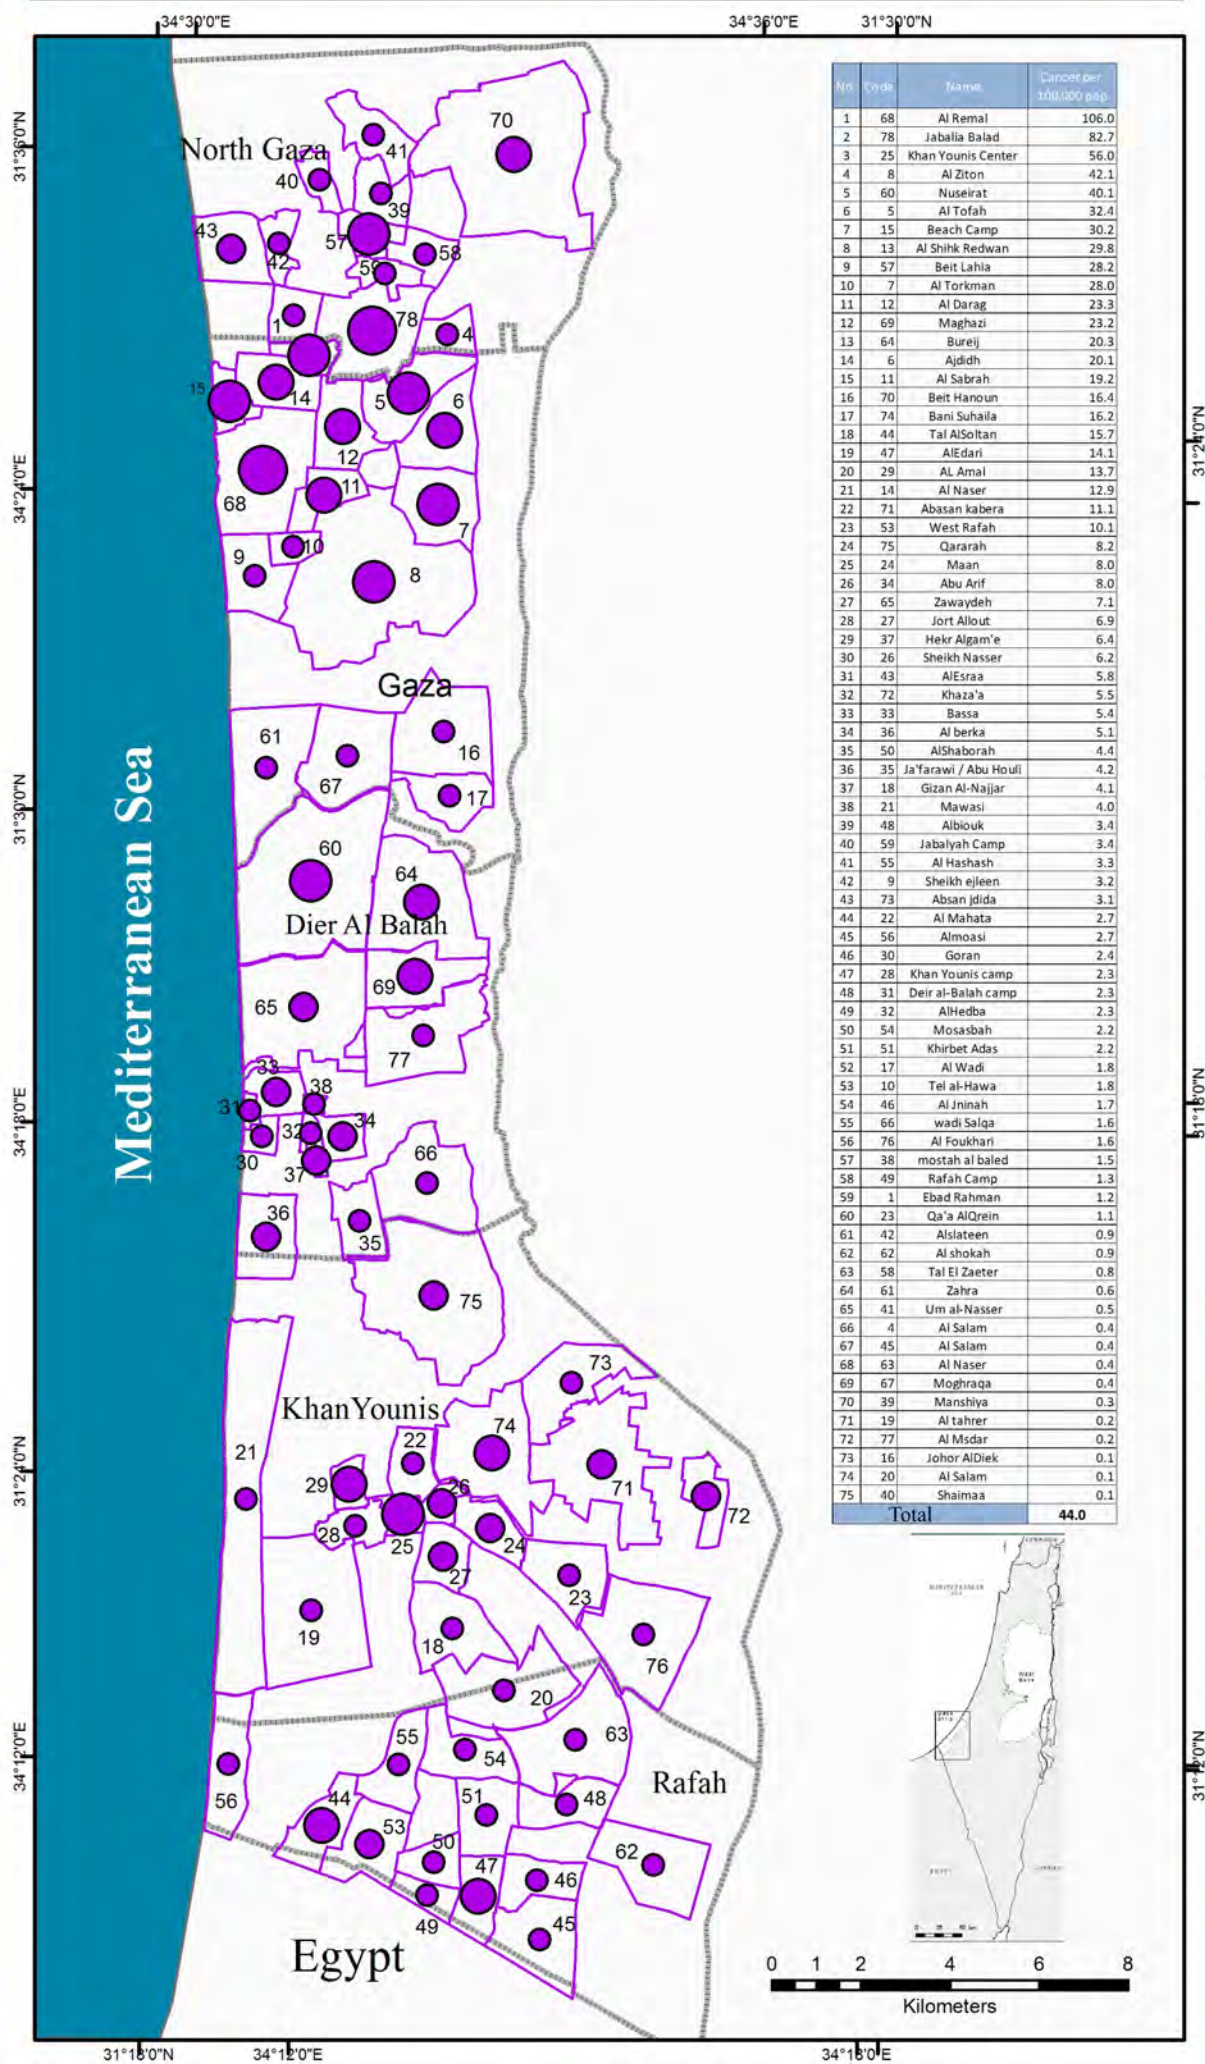 34°30'0"E
34°36'0"E
31°30'0"N
31°36'0"N
34°24'0"E
31°30'0"N
34°18'0"E
31°24'0"N
34°12'0"N
31°24'0"N
31°18'0"N
31°12'0"N
31°18'0"N
34°12'0"E
34°18'0"E
Mediterranean Sea
North Gaza
Gaza
Dier Al Balah
KhanYounis
Rafah
Egypt
70
41
40
39
43
42
57
58
59
1
78
4
15
14
5
6
12
68
11
7
9
10
8
61
67
16
17
60
64
69
65
77
33
38
31
32
34
30
37
66
36
35
75
73
21
22
74
29
26
71
72
28
25
24
27
23
19
18
76
20
55
54
63
56
44
51
48
53
50
62
47
46
49
45
No Code Name Cancer per 100.000 pop
1 68 Al Remal 106.0
2 78 Jabalia Balad 82.7
3 25 Khan Younis Center 56.0
4 8 Al Ziton 42.1
5 60 Nuseirat 40.1
6 5 Al Tofah 32.4
7 15 Beach Camp 30.2
8 13 Al Shihk Redwan 29.8
9 57 Beit Lahia 28.2
10 7 Al Torkman 28.0
11 12 Al Darag 23.3
12 69 Maghazi 23.2
13 64 Bureij 20.3
14 6 Ajdidh 20.1
15 11 Al Sabrah 19.2
16 70 Beit Hanoun 16.4
17 74 Bani Suhaila 16.2
18 44 Tal AlSoltan 15.7
19 47 AlEdari 14.1
20 29 AL Amal 13.7
21 14 Al Naser 12.9
22 71 Abasan kabera 11.1
23 53 West Rafah 10.1
24 75 Qararah 8.2
25 24 Maan 8.0
26 34 Abu Arif 8.0
27 65 Zawaydeh 7.1
28 27 Jort Allout 6.9
29 37 Hekr Algam'e 6.4
30 26 Sheikh Nasser 6.2
31 43 AlEsraa 5.8
32 72 Khaza'a 5.5
33 33 Bassa 5.4
34 36 Al berka 5.1
35 50 AlShaborah 4.4
36 35 Ja'farawi / Abu Houli 4.2
37 18 Gizan Al-Najjar 4.1
38 21 Mawasi 4.0
39 48 Albiouk 3.4
40 59 Jabalyah Camp 3.4
41 55 Al Hashash 3.3
42 9 Sheikh ejleen 3.2
43 73 Absan jdida 3.1
44 22 Al Mahata 2.7
45 56 Almoasi 2.7
46 30 Goran 2.4
47 28 Khan Younis camp 2.3
48 31 Deir al-Balah camp 2.3
49 32 AlHedba 2.3
50 54 Mosasbah 2.2
51 51 Khirbet Adas 2.2
52 17 Al Wadi 1.8
53 10 Tel al-Hawa 1.8
54 46 Al Jninah 1.7
55 66 wadi Salqa 1.6
56 76 Al Foukhari 1.6
57 38 mostah al baled 1.5
58 49 Rafah Camp 1.3
59 1 Ebad Rahman 1.2
60 23 Qa'a AlQrein 1.1
61 42 Alslateen 0.9
62 62 Al shokah 0.9
63 58 Tal El Zaeter 0.8
64 61 Zahra 0.6
65 41 Um al-Nasser 0.5
66 4 Al Salam 0.4
67 45 Al Salam 0.4
68 63 Al Naser 0.4
69 67 Moghraqa 0.4
70 39 Manshiya 0.3
71 19 Al tahrer 0.2
72 77 Al Msdar 0.2
73 16 Johor AlDiek 0.1
74 20 Al Salam 0.1
75 40 Shaimaa 0.1
Total 44.0
0 1 2 4 6 8
Kilometers